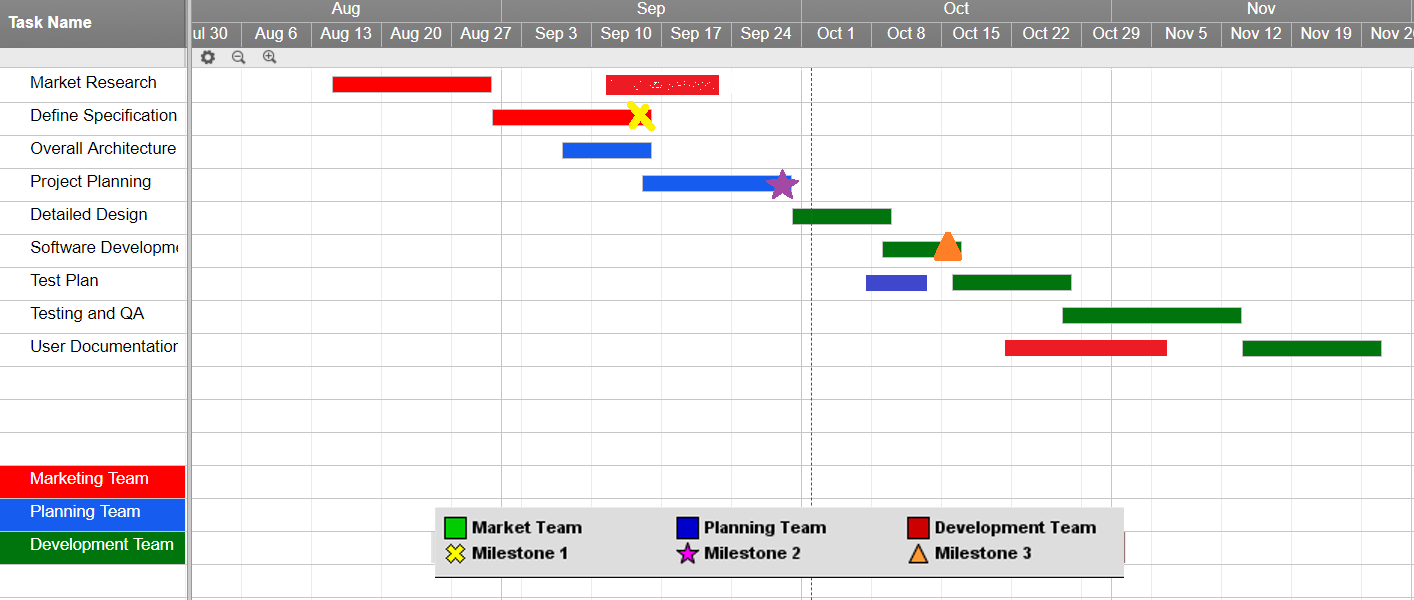 Task Name
Aug Sep Oct Nov
ul 30 Aug 6 Aug 13 Aug 20 Aug 27 Sep 3 Sep 10 Sep 17 Sep 24 Oct 1 Oct 8 Oct 15 Oct 22 Oct 29 Nov 5 Nov 12 Nov 19 Nov 26
Market Research
Define Specification
Overall Architecture
Project Planning
Detailed Design
Software Developme
Test Plan
Testing and QA
User Documentation
Marketing Team
Planning Team
Development Team
Market Team Planning Team Development Team
Milestone 1 Milestone 2 Milestone 3